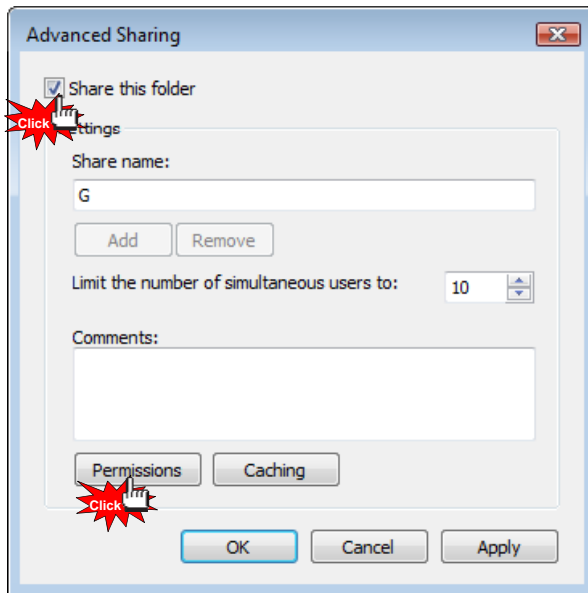 Advanced Sharing
Share this folder
Click
ettings
Share name:
G
Add Remove
Limit the number of simultaneous users to: 10
Comments:
Permissions Caching
Click
OK Cancel Apply